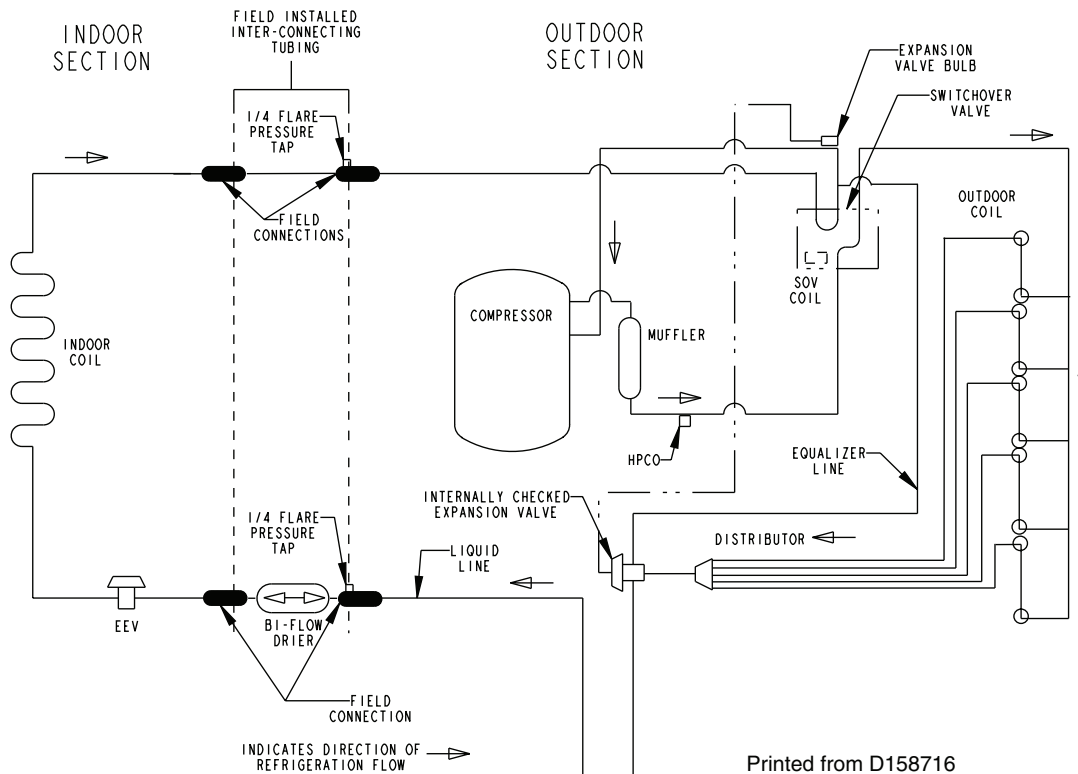 INDOOR
SECTION
FIELD INSTALLED
INTER-CONNECTING
TUBING
OUTDOOR
SECTION
EXPANSION
VALVE BULB
SWITCHOVER
VALVE
1/4 FLARE
PRESSURE
TAP
FIELD
CONNECTIONS
OUTDOOR
COIL
SOV
COIL
COMPRESSOR
MUFFLER
INDOOR
COIL
HPCO
EQUALIZER
LINE
INTERNALLY CHECKED
EXPANSION VALVE
1/4 FLARE
PRESSURE
TAP
LIQUID
LINE
DISTRIBUTOR
EEV
BI-FLOW
DRIER
FIELD
CONNECTION
INDICATES DIRECTION OF
REFRIGERATION FLOW
Printed from D158716